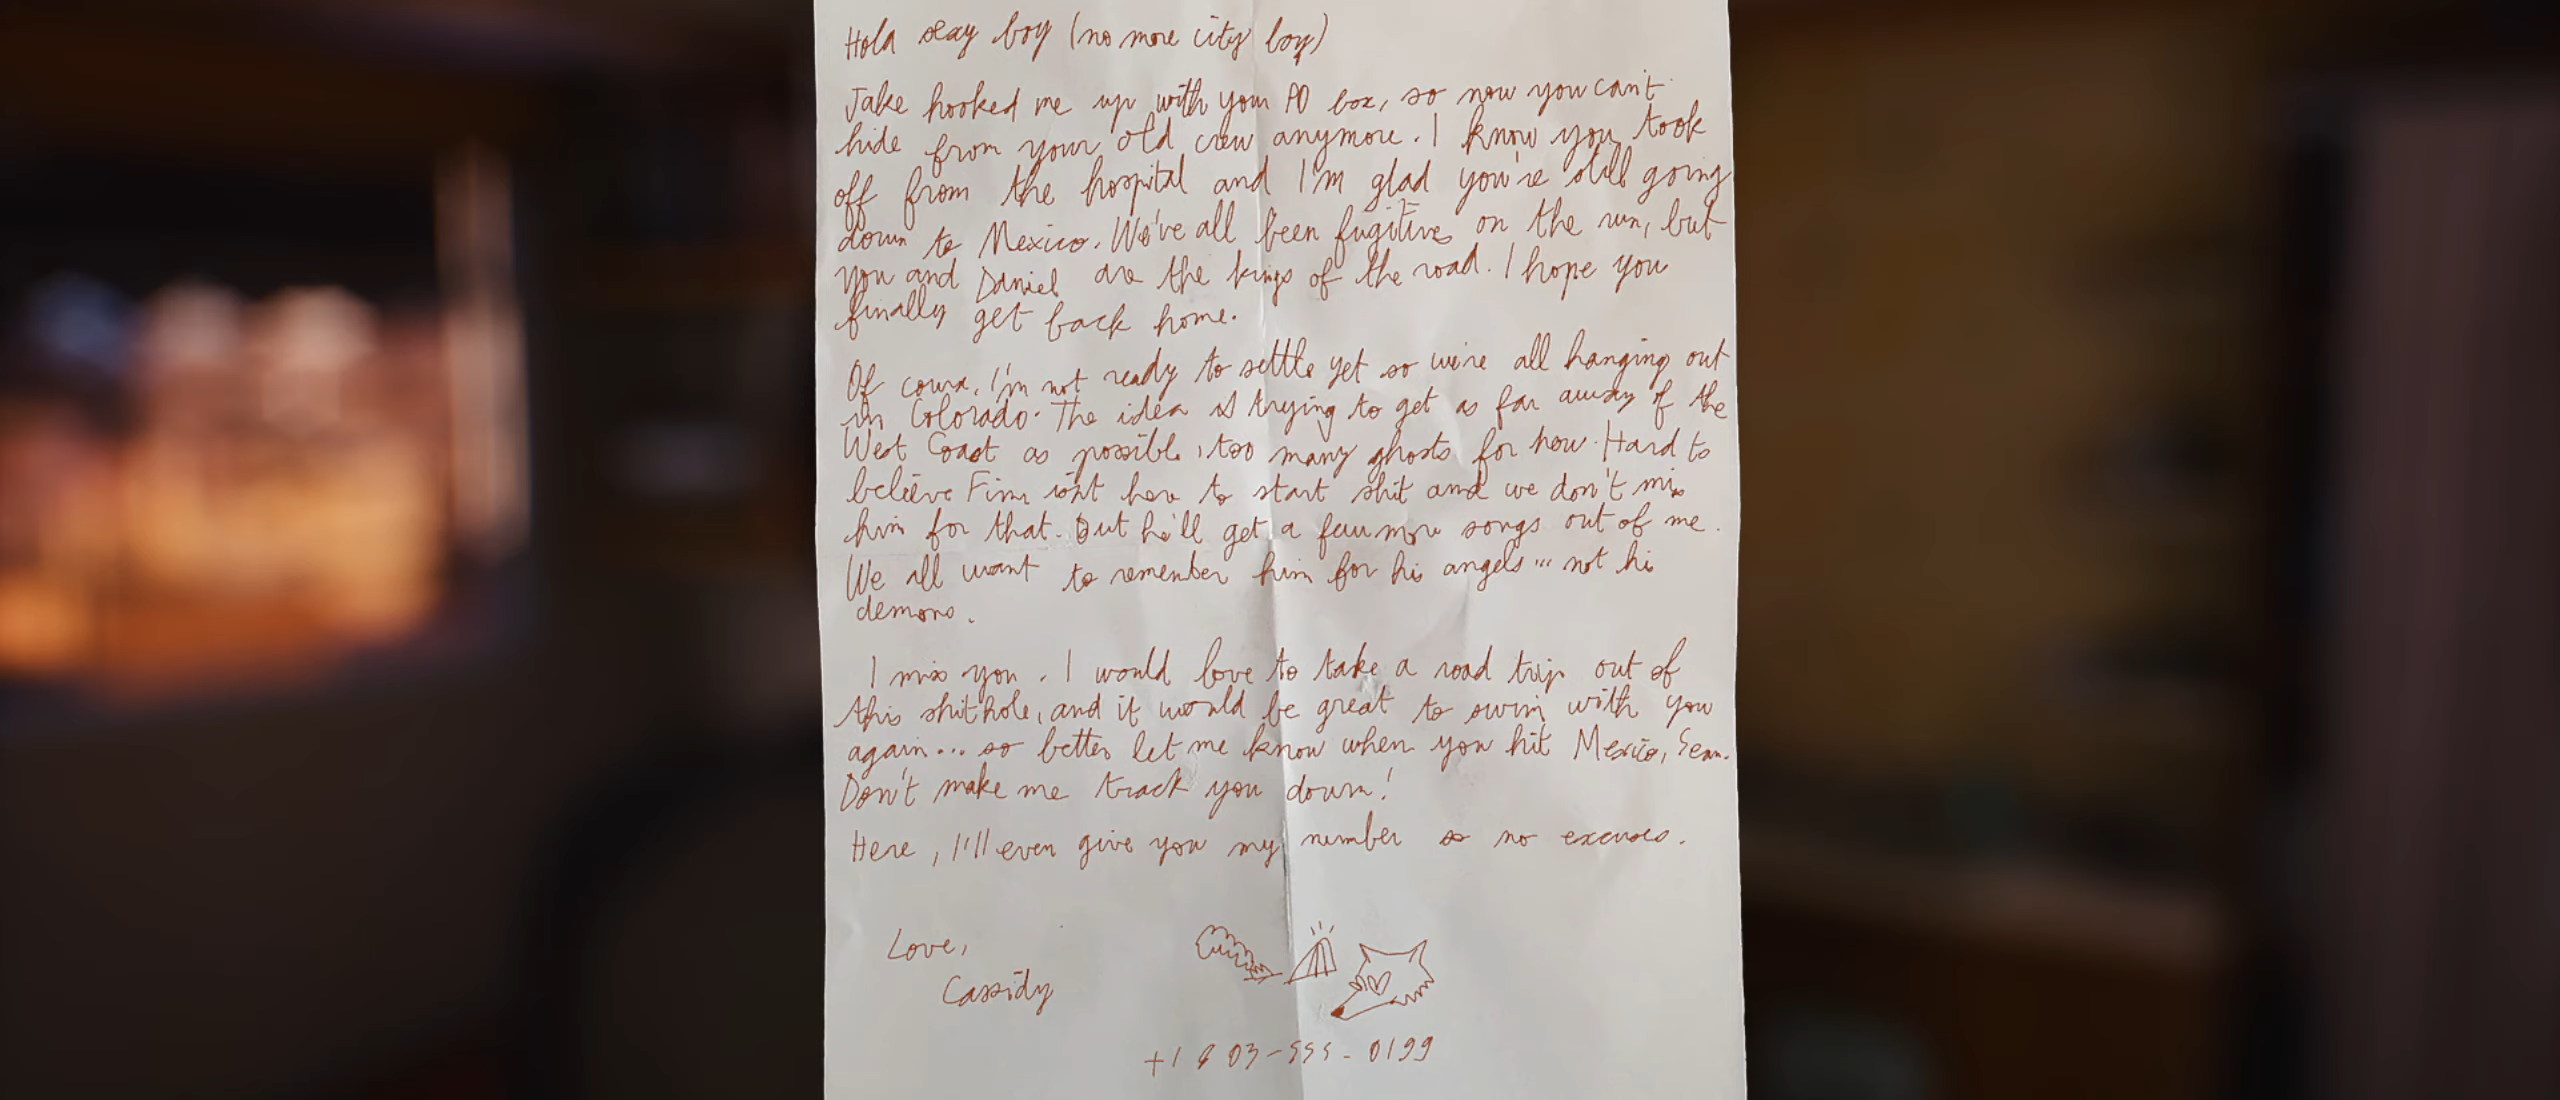 Hola sexy boy (no more city boy)
Jake hooked me up with your PO box, so now you can't
hide from your old crew anymore. I know you took
off from the hospital and I'm glad you're still going
down to Mexico. We've all been fugitives on the run, but
you and Daniel are the kings of the road. I hope you
finally get back home.
Of course, I'm not ready to settle yet so we're all hanging out
in Colorado. The idea is trying to get as far away of the
West Coast as possible, too many ghosts for now. Hard to
believe Finn isn't here to start shit and we don't miss
him for that. But he'll get a few more songs out of me.
We all want to remember him for his angels... not his
demons.
I miss you. I would love to take a road trip out of
this shithole, and it would be great to swim with you
again... so better let me know when you hit Mexico, Sean.
Don't make me track you down!
Here, I'll even give you my number so no excuses.
Love,
Cassidy
+1 803-555-0199